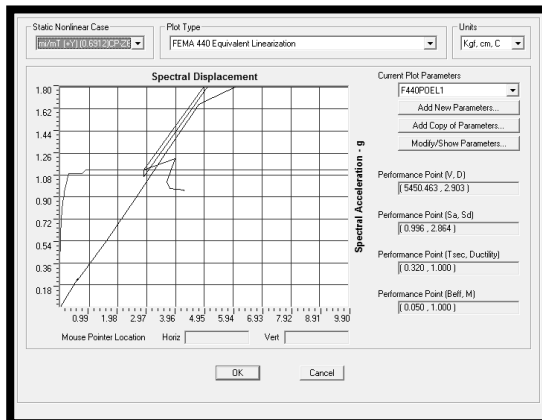 Static Nonlinear Case
Plot Type
FEMA 440 Equivalent Linearization
Units
Kgf, cm, C
Spectral Displacement
1.80
1.62
1.44
1.26
1.08
0.90
0.72
0.54
0.36
0.18
0.99 1.98 2.97 3.96 4.95 5.94 6.93 7.92 8.91 9.90
Spectral Acceleration - g
Mouse Pointer Location Horiz Vert
Current Plot Parameters
F440POEL1
Add New Parameters...
Add Copy of Parameters...
Modify/Show Parameters...
Performance Point (V, D)
( 5450.463 , 2.903 )
Performance Point (Sa, Sd)
( 0.996 , 2.864 )
Performance Point (Tsec, Ductility)
( 0.320 , 1.000 )
Performance Point (Beff, M)
( 0.050 , 1.000 )
OK Cancel